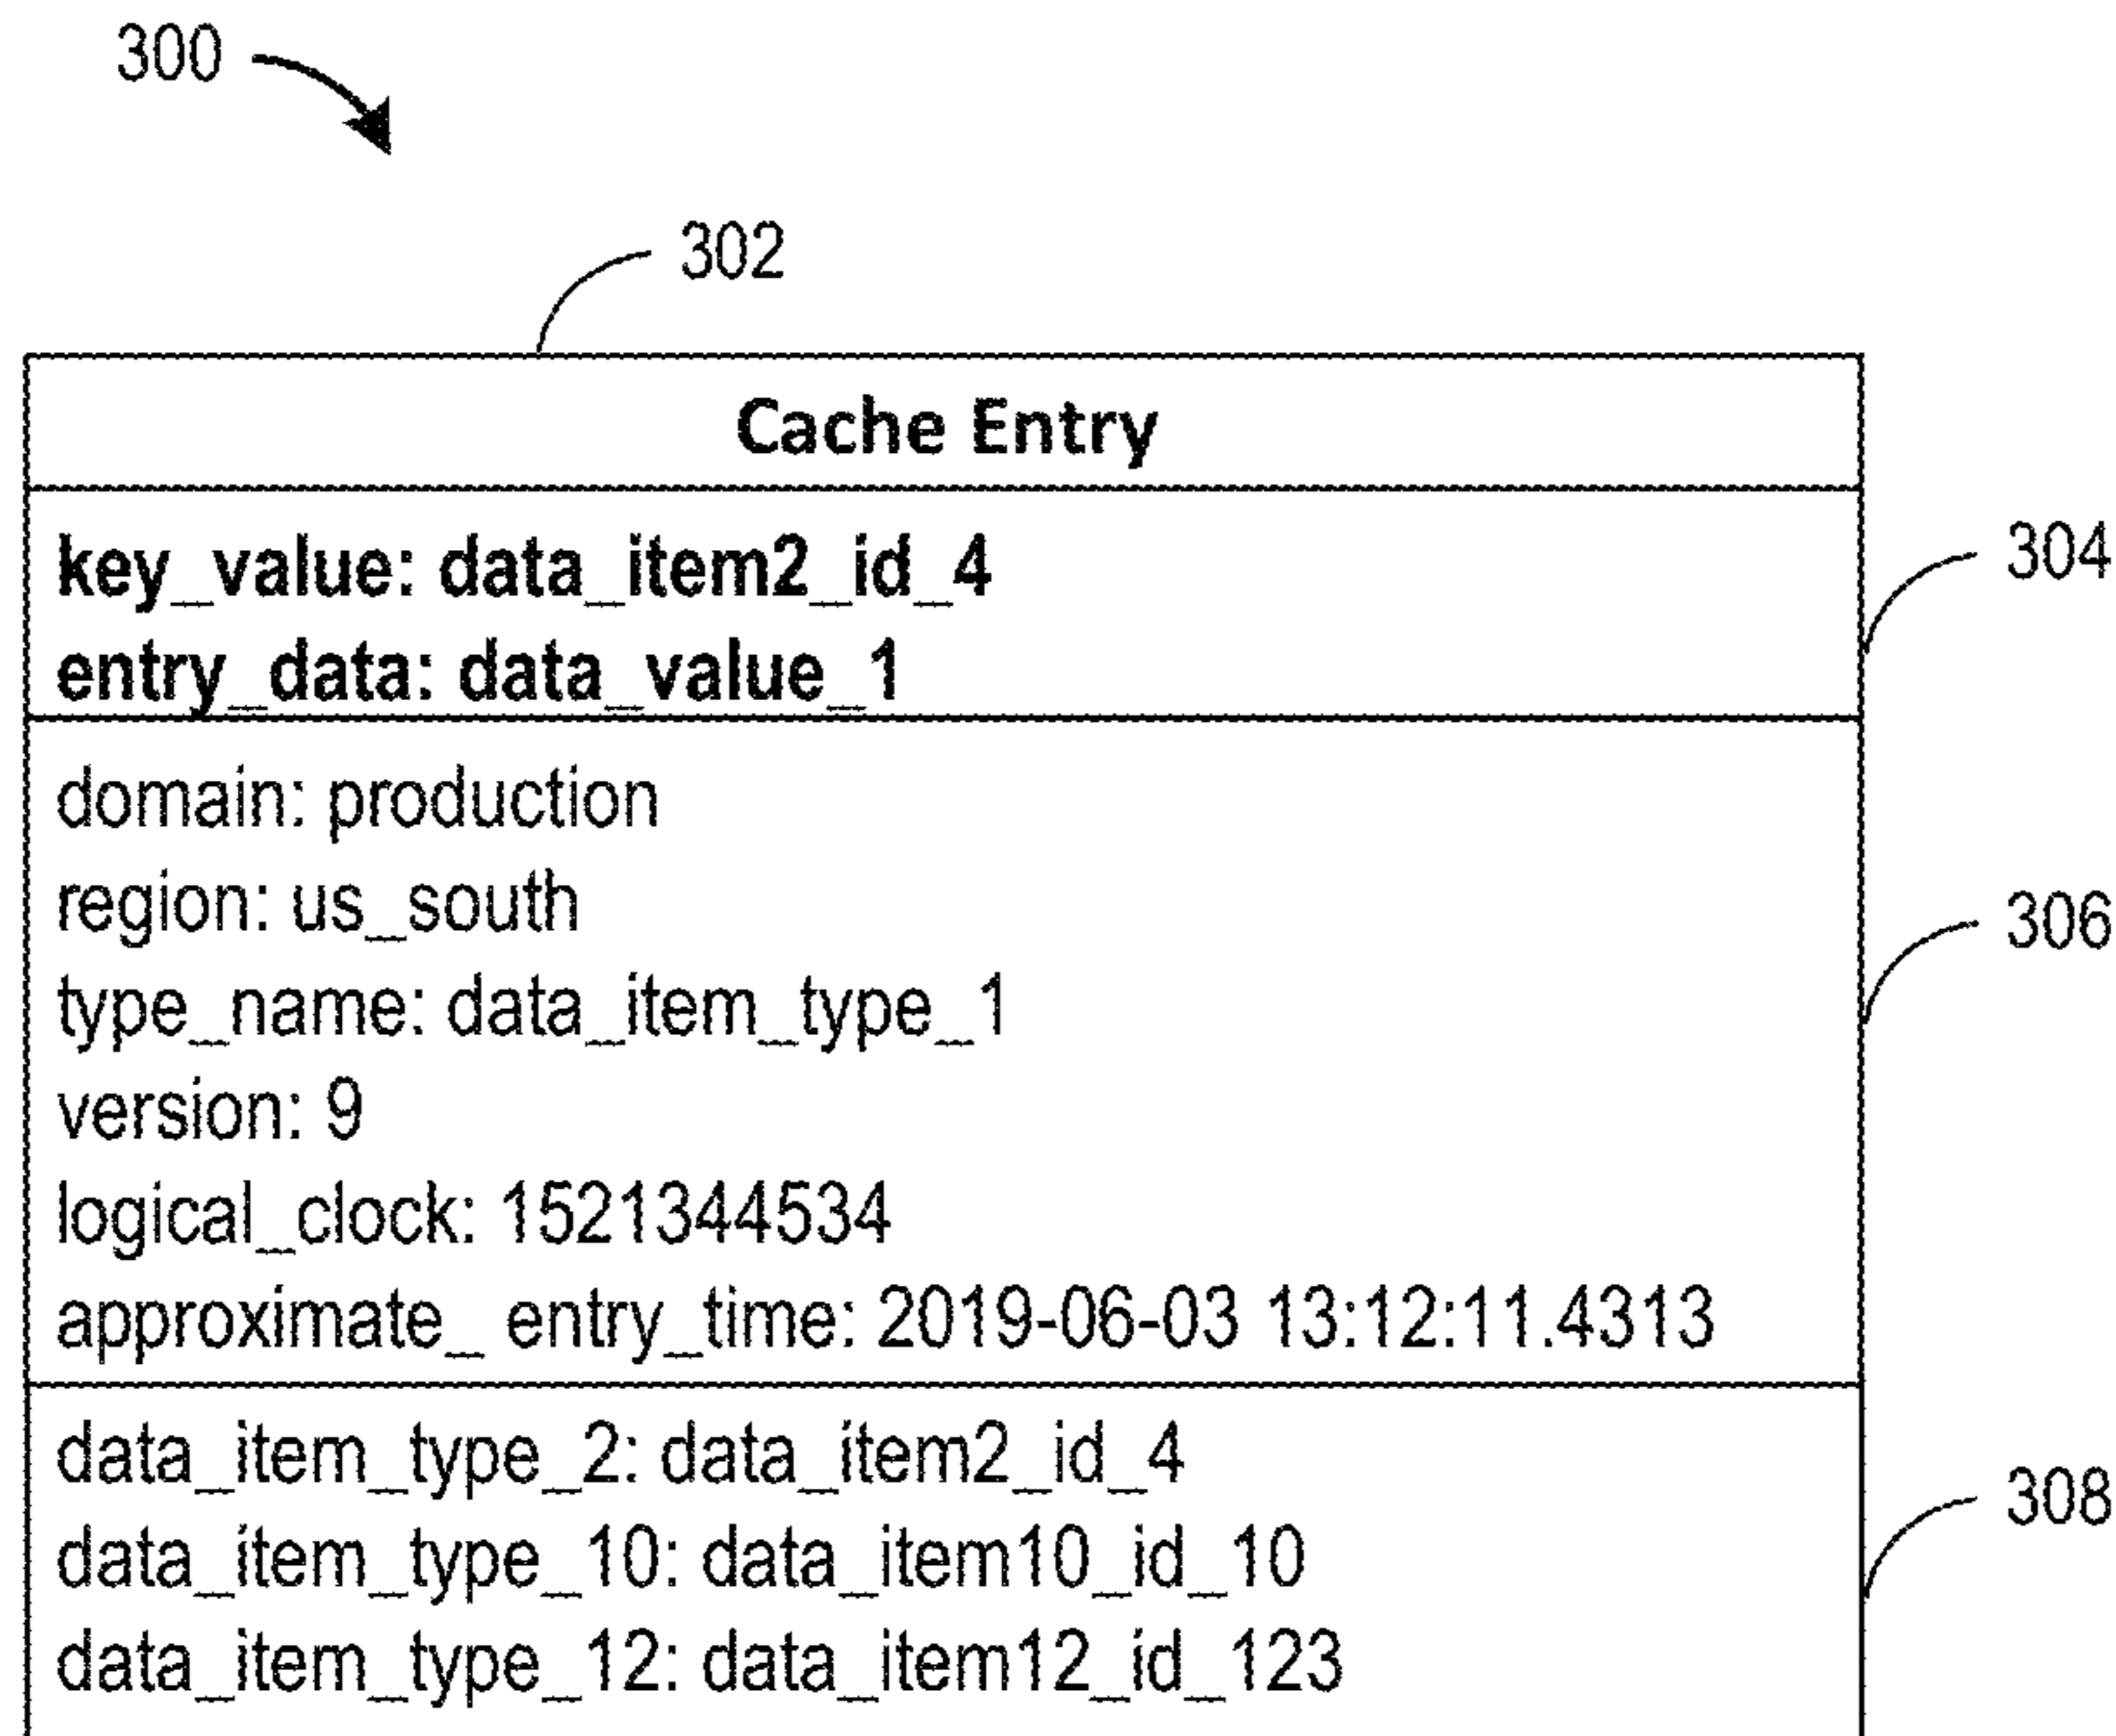 300
302
Cache Entry
key_value: data_item2_id_4
304
entry_data: data_value_1
domain: production
region: us_south
306
type_name: data_item_type_1
version: 9
logical_clock: 1521344534
approximate_ entry_time: 2019-06-03 13:12:11.4313
data_item_type_2: data_item2_id_4
308
data_item_type_10: data_item10_id_10
data_item_type_12: data_item12_id_123